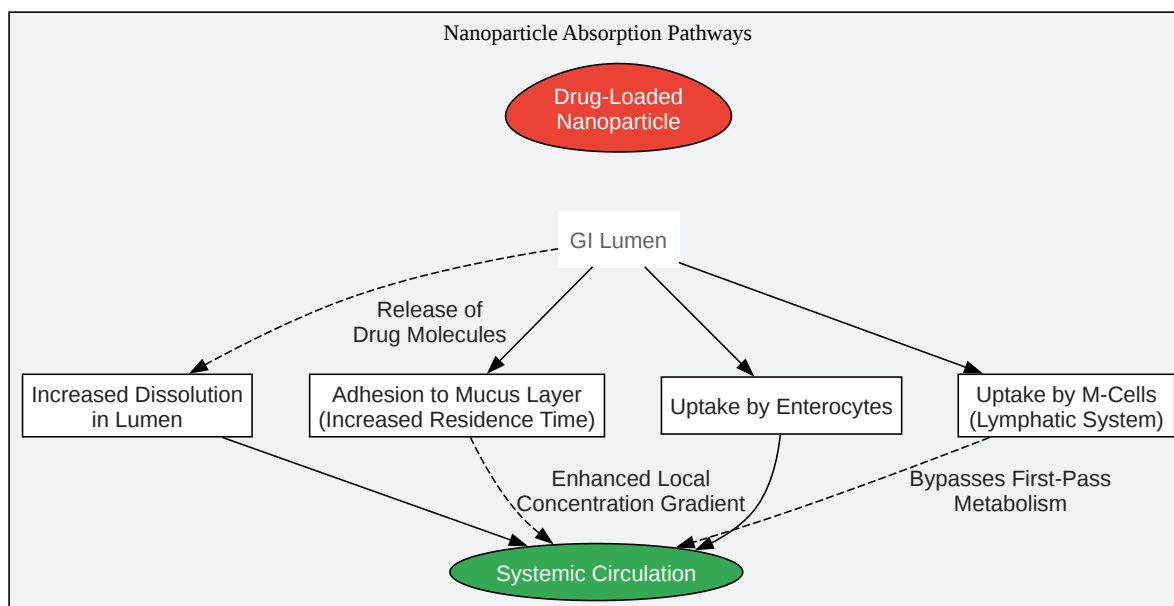 Nanoparticle Absorption Pathways
Drug-Loaded
Nanoparticle
GI Lumen
Release of
Drug Molecules
Increased Dissolution
in Lumen
Adhesion to Mucus Layer
(Increased Residence Time)
Uptake by Enterocytes
Uptake by M-Cells
(Lymphatic System)
Enhanced Local
Concentration Gradient
Bypasses First-Pass
Metabolism
Systemic Circulation